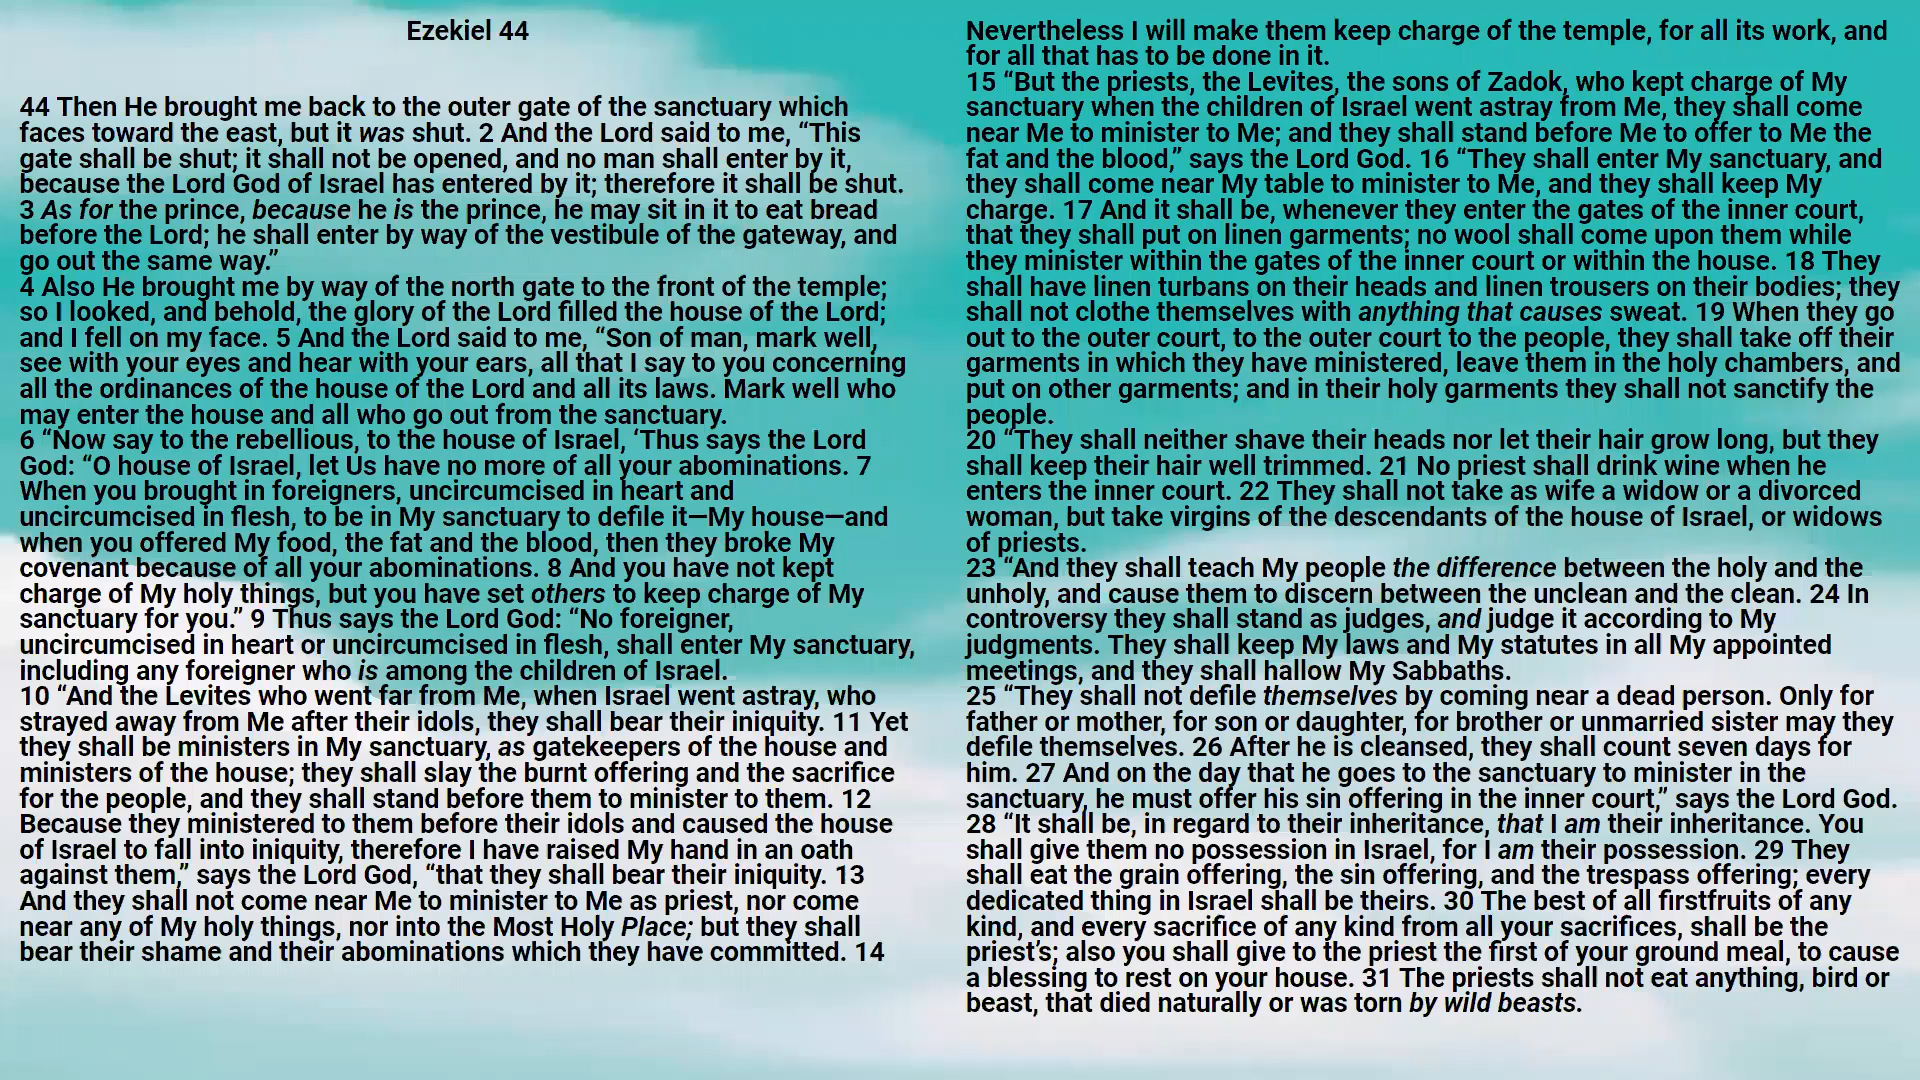 Ezekiel 44
44 Then He brought me back to the outer gate of the sanctuary which
faces toward the east, but it was shut. 2 And the Lord said to me, “This
gate shall be shut; it shall not be opened, and no man shall enter by it,
because the Lord God of Israel has entered by it; therefore it shall be shut.
3 As for the prince, because he is the prince, he may sit in it to eat bread
before the Lord; he shall enter by way of the vestibule of the gateway, and
go out the same way.”
4 Also He brought me by way of the north gate to the front of the temple;
so I looked, and behold, the glory of the Lord filled the house of the Lord;
and I fell on my face. 5 And the Lord said to me, “Son of man, mark well,
see with your eyes and hear with your ears, all that I say to you concerning
all the ordinances of the house of the Lord and all its laws. Mark well who
may enter the house and all who go out from the sanctuary.
6 “Now say to the rebellious, to the house of Israel, ‘Thus says the Lord
God: “O house of Israel, let Us have no more of all your abominations. 7
When you brought in foreigners, uncircumcised in heart and
uncircumcised in flesh, to be in My sanctuary to defile it—My house—and
when you offered My food, the fat and the blood, then they broke My
covenant because of all your abominations. 8 And you have not kept
charge of My holy things, but you have set others to keep charge of My
sanctuary for you.” 9 Thus says the Lord God: “No foreigner,
uncircumcised in heart or uncircumcised in flesh, shall enter My sanctuary,
including any foreigner who is among the children of Israel.
10 “And the Levites who went far from Me, when Israel went astray, who
strayed away from Me after their idols, they shall bear their iniquity. 11 Yet
they shall be ministers in My sanctuary, as gatekeepers of the house and
ministers of the house; they shall slay the burnt offering and the sacrifice
for the people, and they shall stand before them to minister to them. 12
Because they ministered to them before their idols and caused the house
of Israel to fall into iniquity, therefore I have raised My hand in an oath
against them,” says the Lord God, “that they shall bear their iniquity. 13
And they shall not come near Me to minister to Me as priest, nor come
near any of My holy things, nor into the Most Holy Place; but they shall
bear their shame and their abominations which they have committed. 14
Nevertheless I will make them keep charge of the temple, for all its work, and
for all that has to be done in it.
15 “But the priests, the Levites, the sons of Zadok, who kept charge of My
sanctuary when the children of Israel went astray from Me, they shall come
near Me to minister to Me; and they shall stand before Me to offer to Me the
fat and the blood,” says the Lord God. 16 “They shall enter My sanctuary, and
they shall come near My table to minister to Me, and they shall keep My
charge. 17 And it shall be, whenever they enter the gates of the inner court,
that they shall put on linen garments; no wool shall come upon them while
they minister within the gates of the inner court or within the house. 18 They
shall have linen turbans on their heads and linen trousers on their bodies; they
shall not clothe themselves with anything that causes sweat. 19 When they go
out to the outer court, to the outer court to the people, they shall take off their
garments in which they have ministered, leave them in the holy chambers, and
put on other garments; and in their holy garments they shall not sanctify the
people.
20 “They shall neither shave their heads nor let their hair grow long, but they
shall keep their hair well trimmed. 21 No priest shall drink wine when he
enters the inner court. 22 They shall not take as wife a widow or a divorced
woman, but take virgins of the descendants of the house of Israel, or widows
of priests.
23 “And they shall teach My people the difference between the holy and the
unholy, and cause them to discern between the unclean and the clean. 24 In
controversy they shall stand as judges, and judge it according to My
judgments. They shall keep My laws and My statutes in all My appointed
meetings, and they shall hallow My Sabbaths.
25 “They shall not defile themselves by coming near a dead person. Only for
father or mother, for son or daughter, for brother or unmarried sister may they
defile themselves. 26 After he is cleansed, they shall count seven days for
him. 27 And on the day that he goes to the sanctuary to minister in the
sanctuary, he must offer his sin offering in the inner court,” says the Lord God.
28 “It shall be, in regard to their inheritance, that I am their inheritance. You
shall give them no possession in Israel, for I am their possession. 29 They
shall eat the grain offering, the sin offering, and the trespass offering; every
dedicated thing in Israel shall be theirs. 30 The best of all firstfruits of any
kind, and every sacrifice of any kind from all your sacrifices, shall be the
priest’s; also you shall give to the priest the first of your ground meal, to cause
a blessing to rest on your house. 31 The priests shall not eat anything, bird or
beast, that died naturally or was torn by wild beasts.